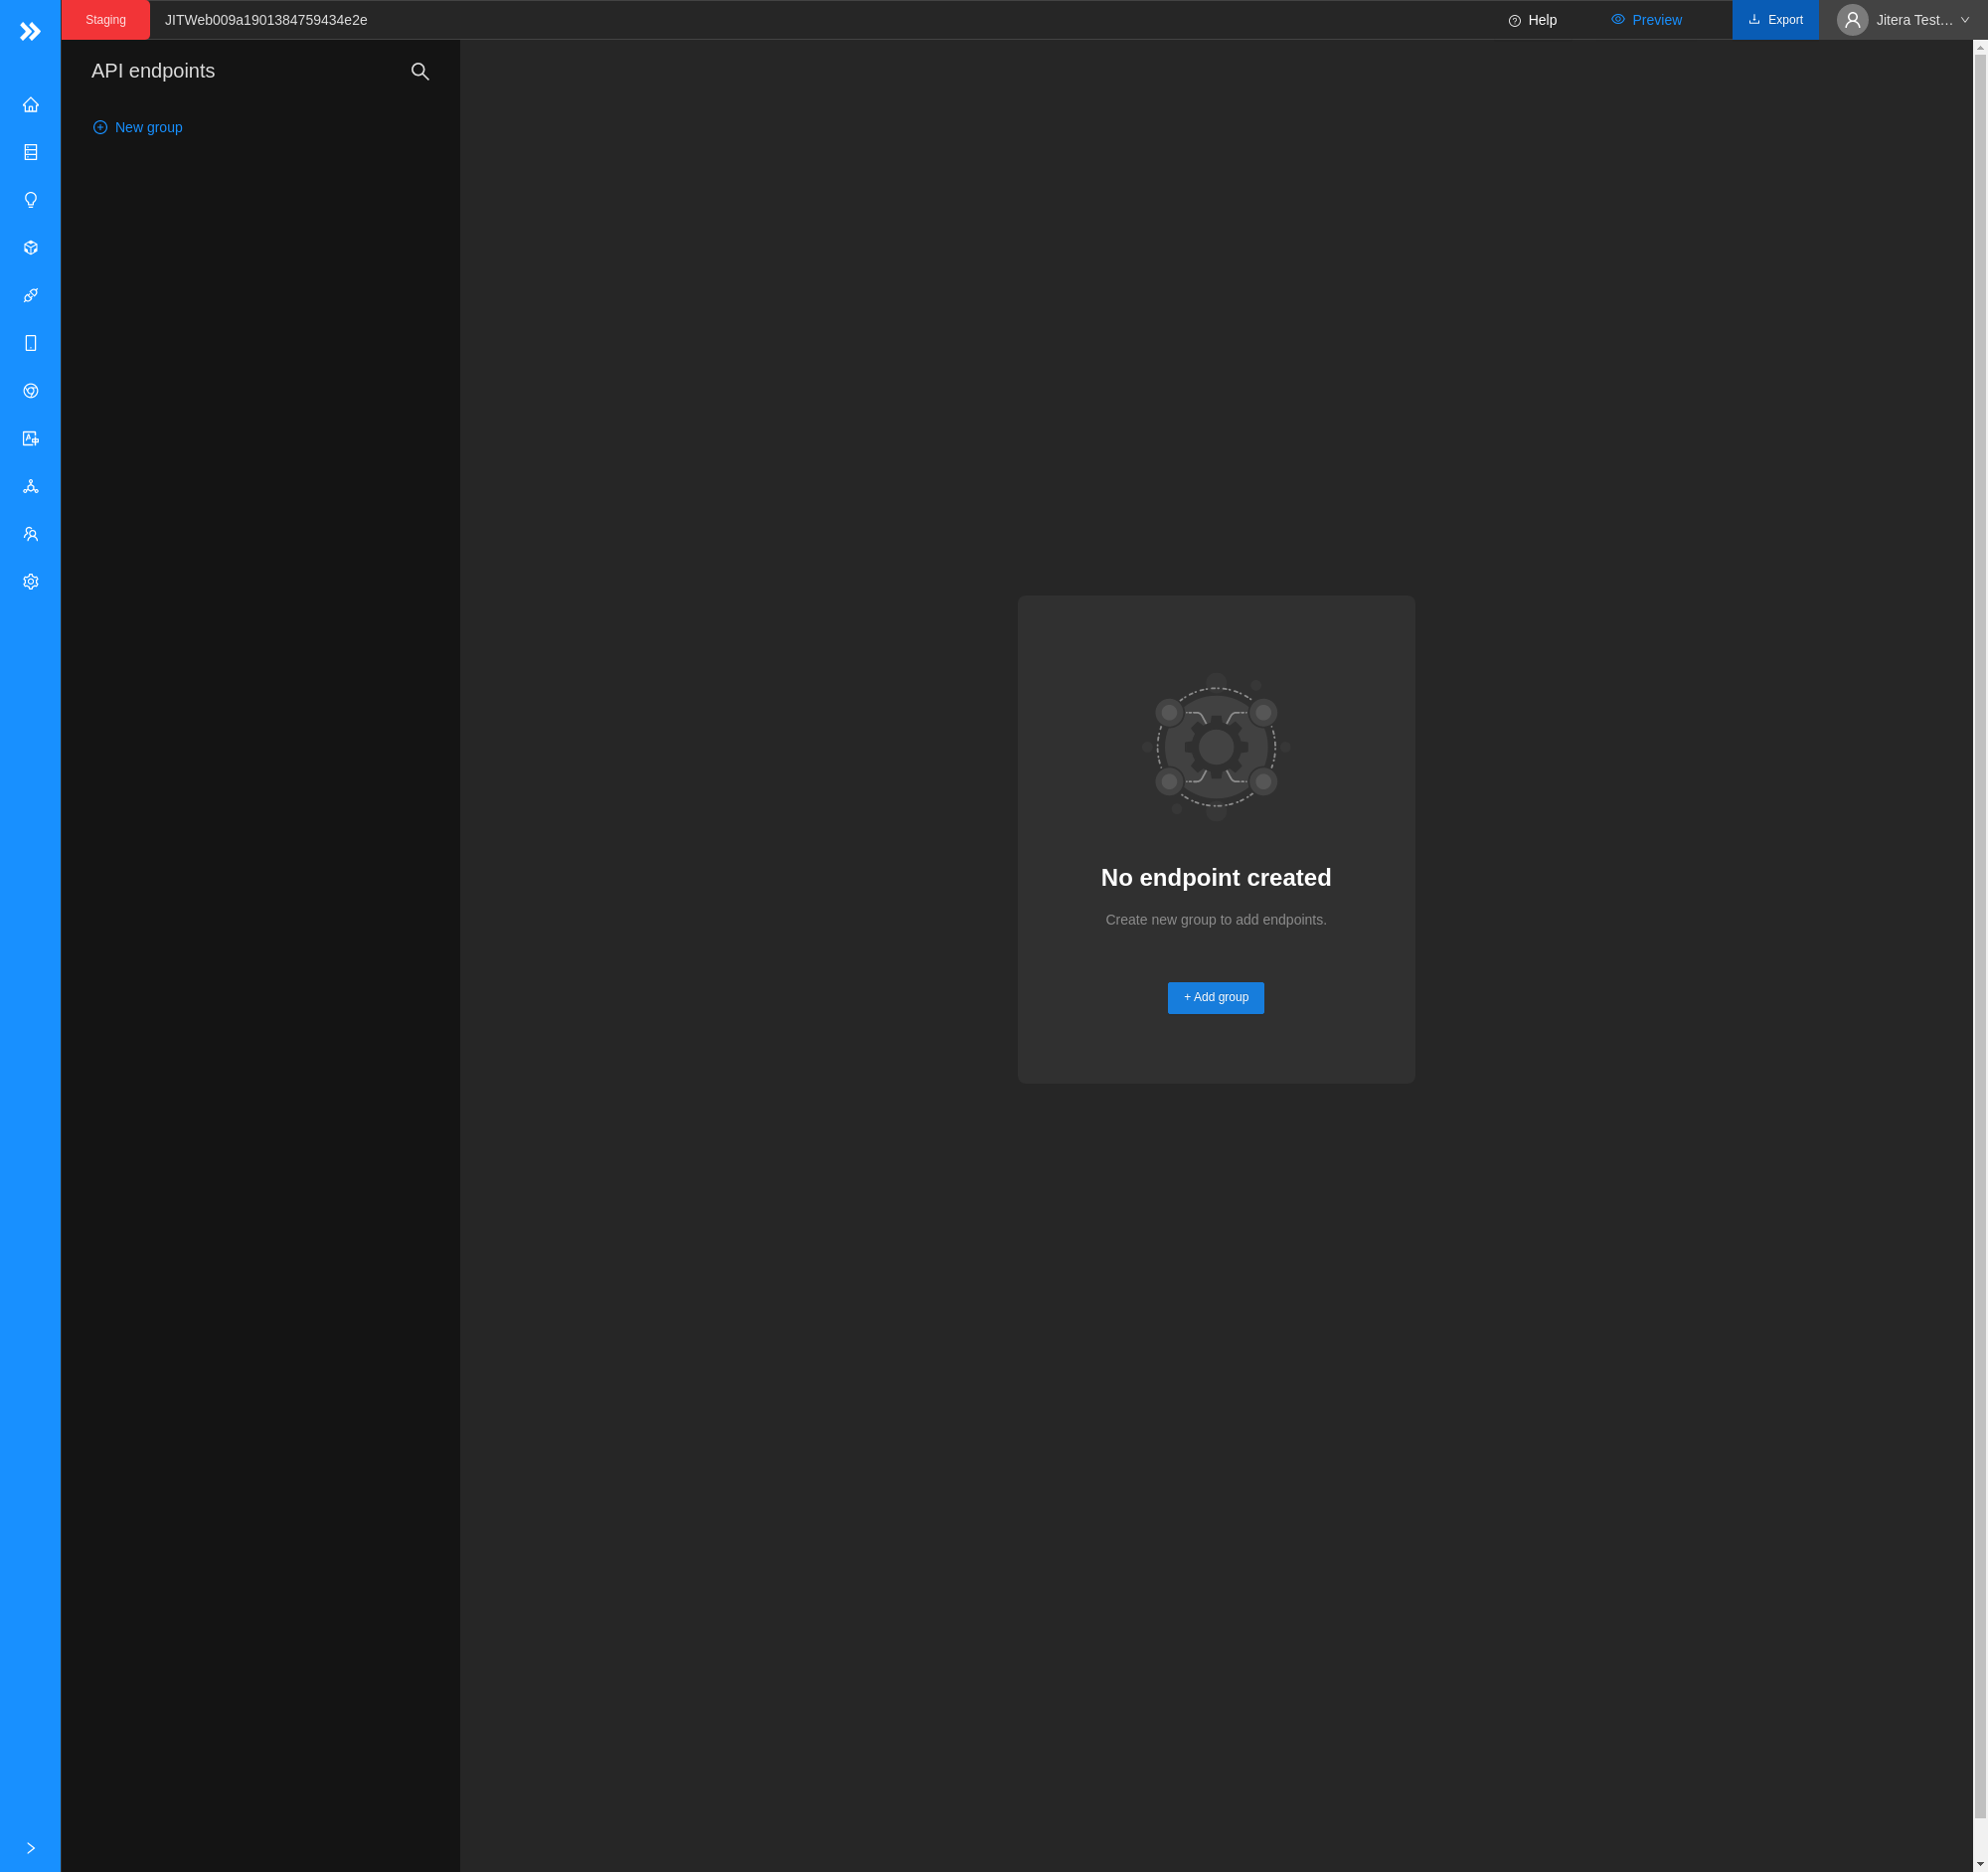 Staging
JITWeb009a1901384759434e2e
Help
Preview
Export
Jitera Test...
API endpoints
New group
No endpoint created
Create new group to add endpoints.
+ Add group